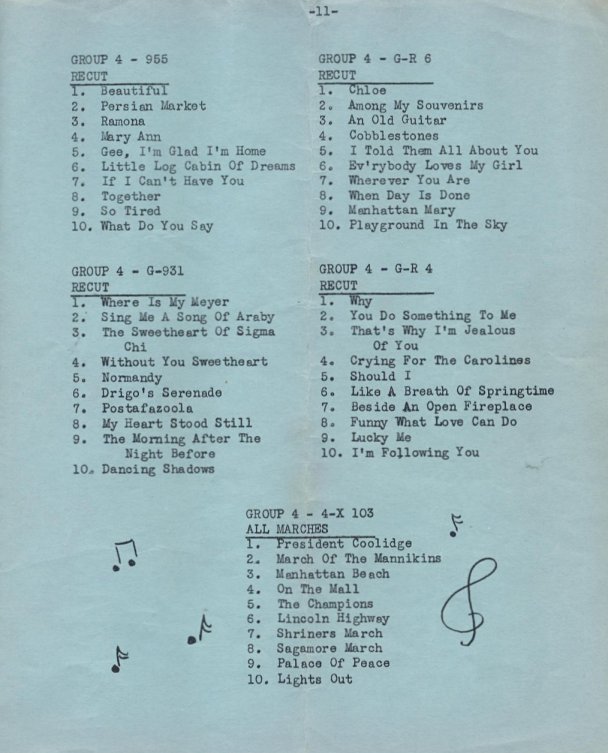 -11-
GROUP 4 - 955
RECUT
1. Beautiful
2. Persian Market
3. Ramona
4. Mary Ann
5. Gee, I'm Glad I'm Home
6. Little Log Cabin Of Dreams
7. If I Can't Have You
8. Together
9. So Tired
10. What Do You Say
GROUP 4 - G-R 6
RECUT
1. Chloe
2. Among My Souvenirs
3. An Old Guitar
4. Cobblestones
5. I Told Them All About You
6. Ev'rybody Loves My Girl
7. Wherever You Are
8. When Day Is Done
9. Manhattan Mary
10. Playground In The Sky
GROUP 4 - G-931
RECUT
1. Where Is My Meyer
2. Sing Me A Song Of Araby
3. The Sweetheart Of Sigma
Chi
4. Without You Sweetheart
5. Normandy
6. Drigo's Serenade
7. Postafazoola
8. My Heart Stood Still
9. The Morning After The
Night Before
10. Dancing Shadows
GROUP 4 - G-R 4
RECUT
1. Why
2. You Do Something To Me
3. That's Why I'm Jealous
Of You
4. Crying For The Carolines
5. Should I
6. Like A Breath Of Springtime
7. Beside An Open Fireplace
8. Funny What Love Can Do
9. Lucky Me
10. I'm Following You
GROUP 4 - 4-X 103
ALL MARCHES
1. President Coolidge
2. March Of The Mannikins
3. Manhattan Beach
4. On The Mall
5. The Champions
6. Lincoln Highway
7. Shriners March
8. Sagamore March
9. Palace Of Peace
10. Lights Out